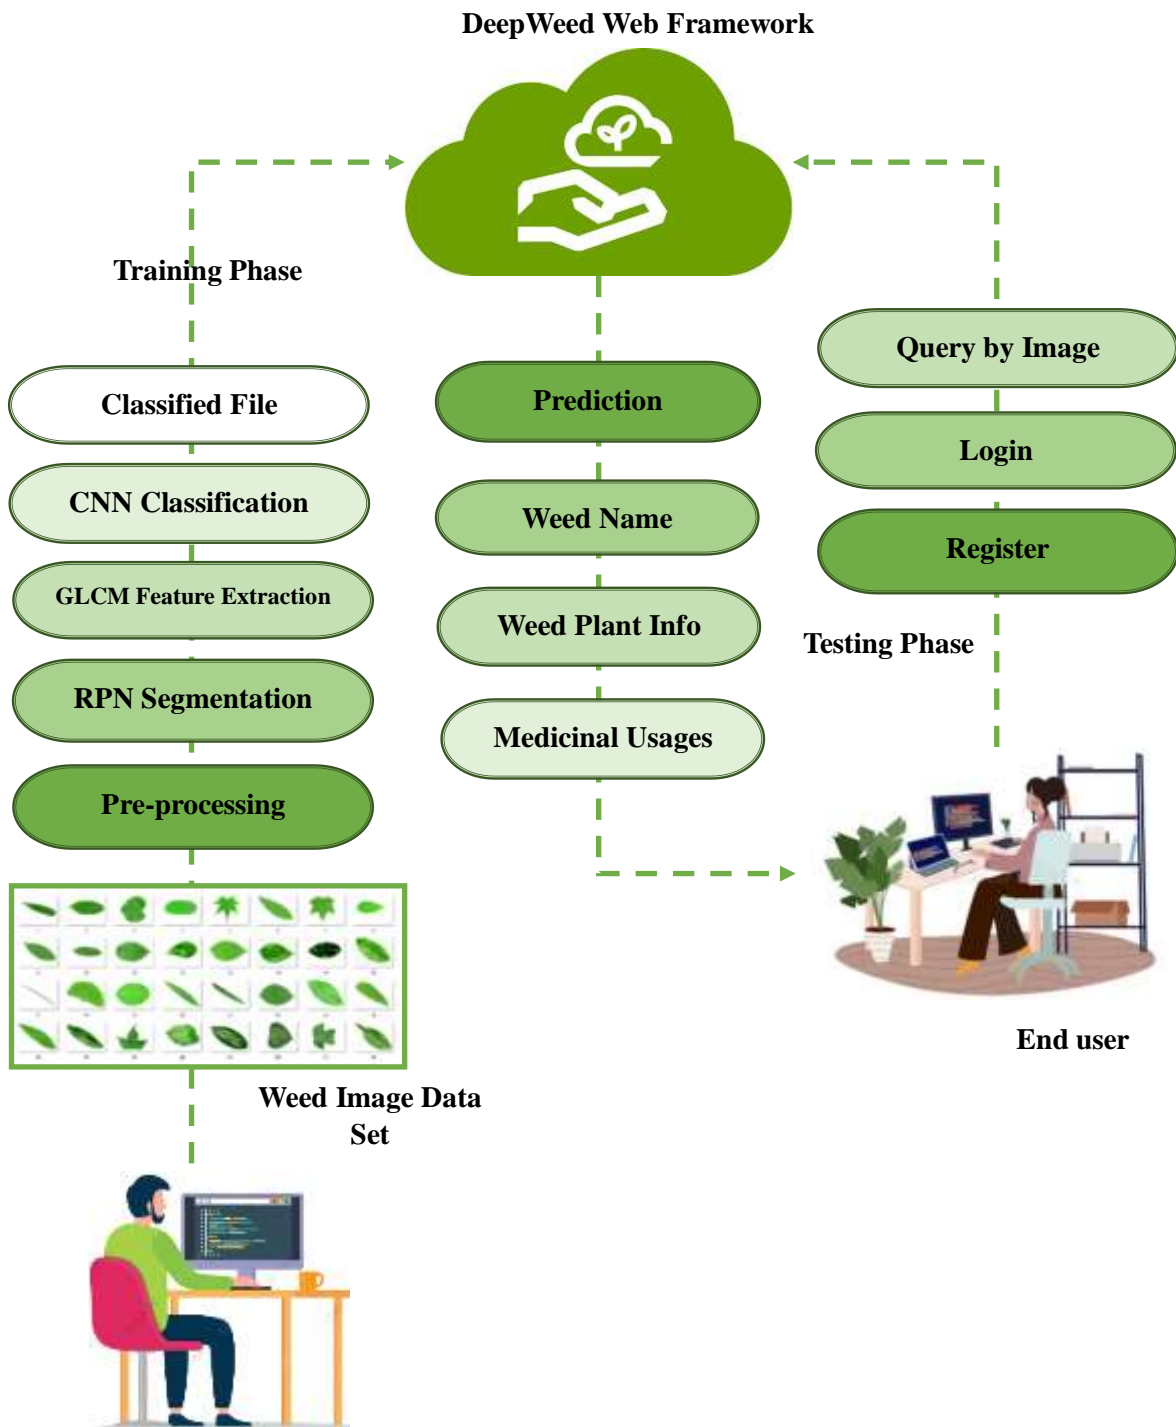 DeepWeed Web Framework
Training Phase
Classified File
CNN Classification
GLCM Feature Extraction
RPN Segmentation
Pre-processing
Weed Image Data
Set
Prediction
Weed Name
Weed Plant Info
Medicinal Usages
Query by Image
Login
Register
Testing Phase
End user